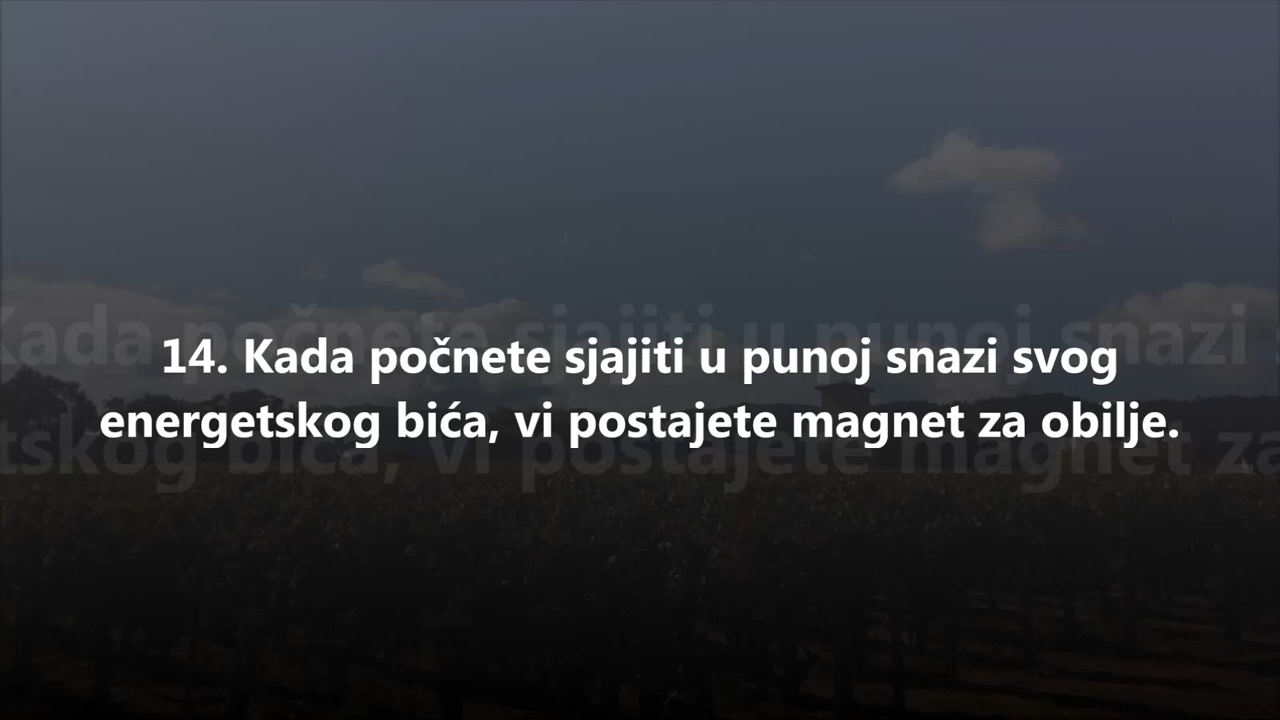 14. Kada počnete sjajiti u punoj snazi svog
energetskog bića, vi postajete magnet za obilje.